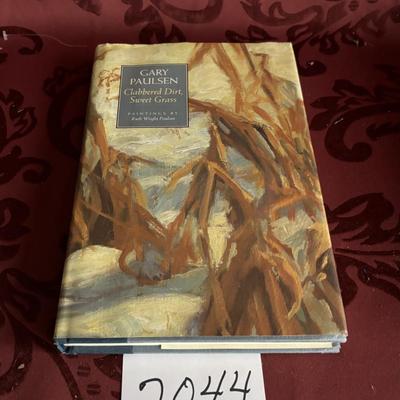 GARY
PAULSEN
Clabbered Dirt,
Sweet Grass
PAINTINGS BY
Ruth Wright Paulsen
2044